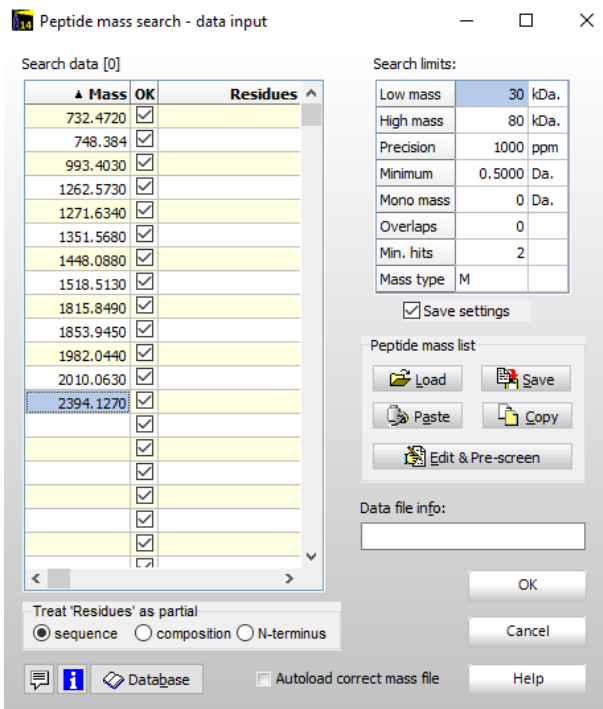 14 Peptide mass search - data input
Search data [0]
Mass OK Residues
732.4720
748.384
993.4030
1262.5730
1271.6340
1351.5680
1448.0880
1518.5130
1815.8490
1853.9450
1982.0440
2010.0630
2394.1270
Treat 'Residues' as partial
sequence composition N-terminus
Database
Autoload correct mass file
Search limits:
Low mass 30 kDa.
High mass 80 kDa.
Precision 1000 ppm
Minimum 0.5000 Da.
Mono mass 0 Da.
Overlaps 0
Min. hits 2
Mass type M
Save settings
Peptide mass list
Load Save
Paste Copy
Edit & Pre-screen
Data file info:
OK
Cancel
Help